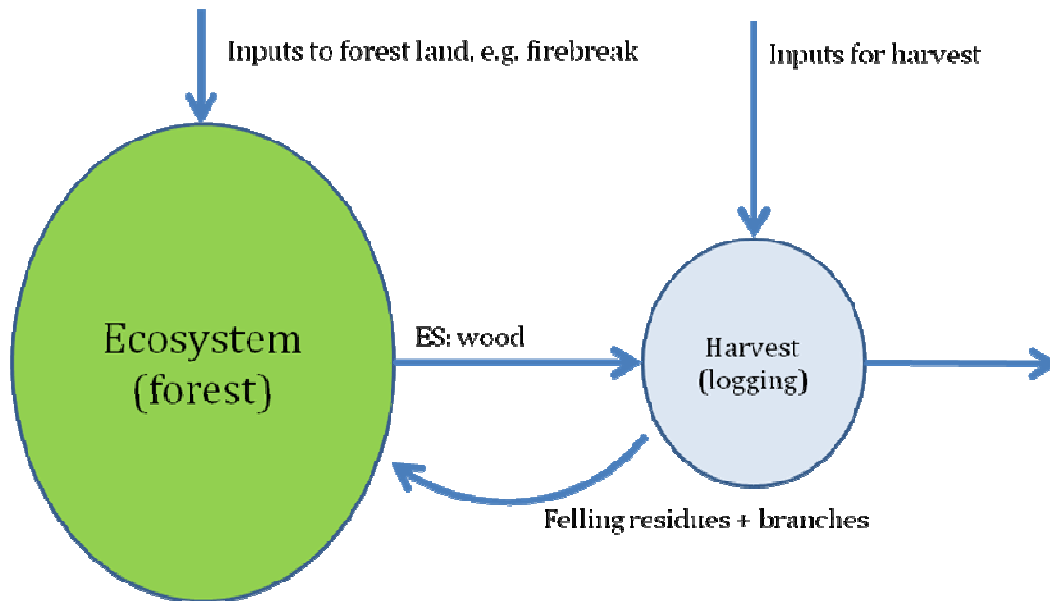 Inputs to forest land, e.g. firebreak
Inputs for harvest
Ecosystem
(forest)
ES: wood
Harvest
(logging)
Felling residues + branches